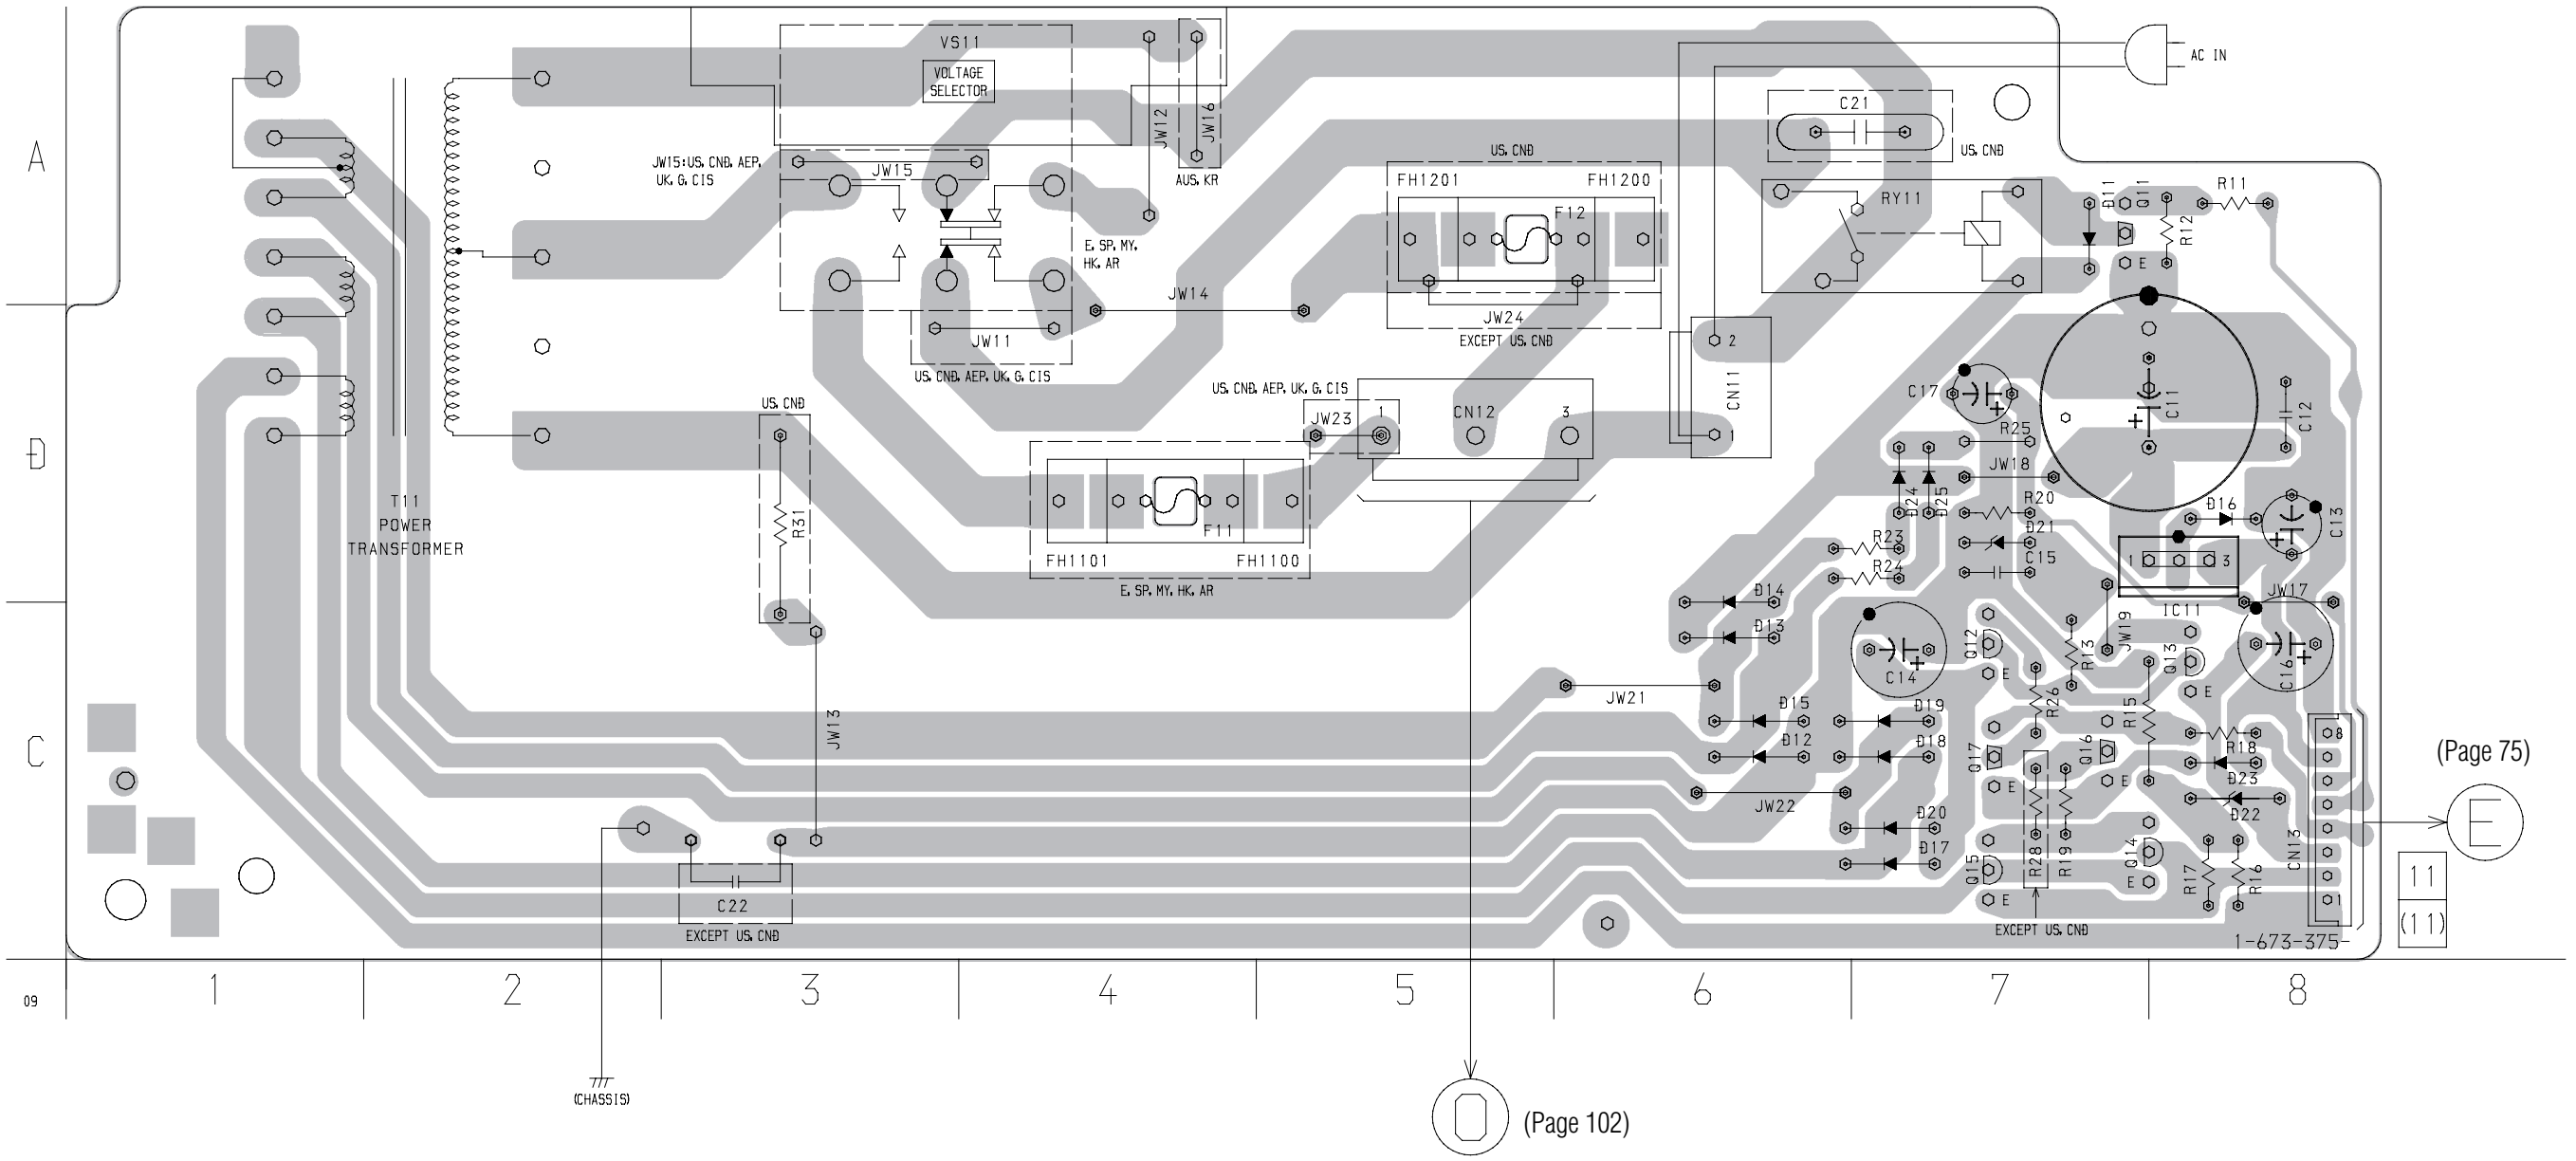 AC IN
VS11
VOLTAGE
SELECTOR
JW12
JW16
C21
US, CND
A
JW15:US, CND, AEP,
UK, G, CIS
JW15
AUS, KR
US, CND
FH1201
FH1200
F12
RY11
D11
Q11
R11
R12
E
E, SP, MY,
HK, AR
JW14
JW24
EXCEPT US, CND
JW11
US, CND, AEP, UK, G, CIS
US, CND, AEP, UK, G, CIS
2
CN11
1
C17
C11
C12
US, CND
JW23
1
CN12
3
R25
B
JW18
T11
POWER
TRANSFORMER
R31
F11
FH1101
FH1100
E, SP, MY, HK, AR
D24
D25
R20
D21
C15
D16
C13
R23
R24
1
3
D14
D13
JW17
IC11
JW19
Q12
E
R13
Q13
E
C14
C16
JW21
R26
R15
JW13
D15
D12
D19
D18
Q17
E
Q16
E
R18
D23
D22
8
C
(Page 75)
E
JW22
D20
D17
Q15
E
R28
R19
Q14
E
R17
R16
CN13
1
C22
EXCEPT US, CND
EXCEPT US, CND
11
(11)
1-673-375-
09
1
2
3
4
5
6
7
8
(CHASSIS)
O
(Page 102)